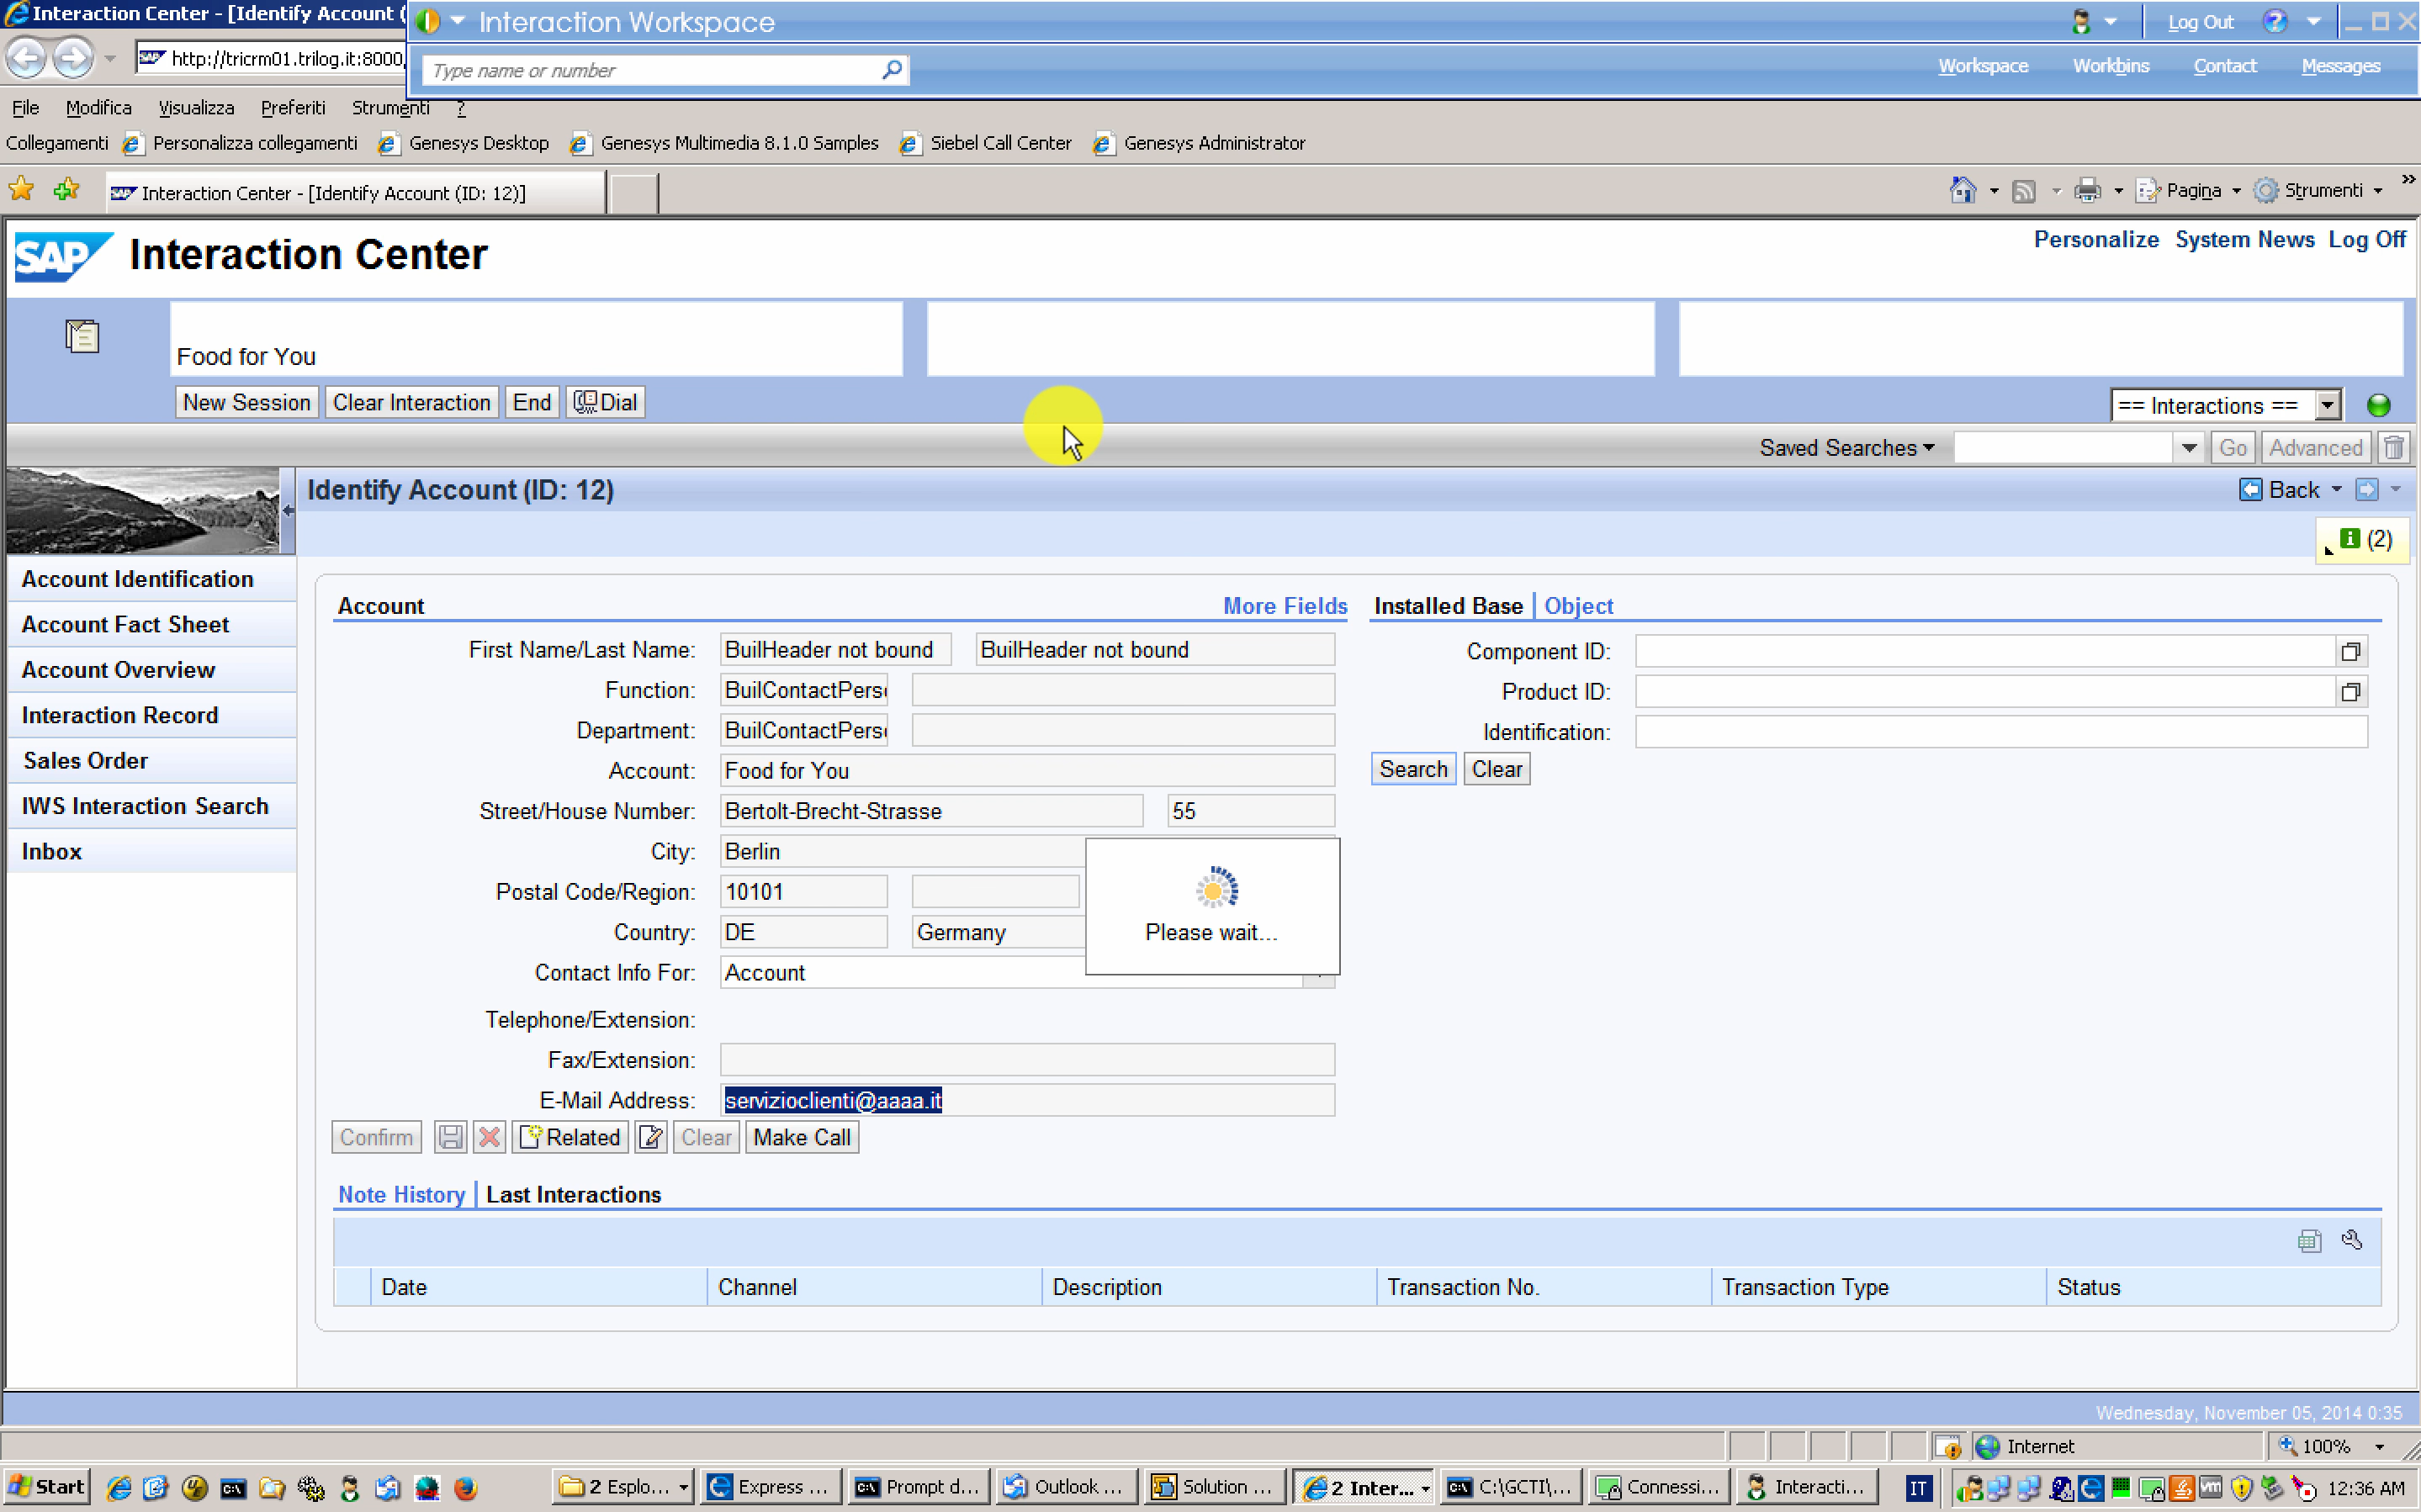 Interaction Center - [Identify Account (
Interaction Workspace
Log Out
http://tricrm01.trilog.it:8000,
Type name or number
Workspace Workbins Contact Messages
File Modifica Visualizza Preferiti Strumenti ?
Collegamenti Personalizza collegamenti Genesys Desktop Genesys Multimedia 8.1.0 Samples Siebel Call Center Genesys Administrator
Interaction Center - [Identify Account (ID: 12)]
Pagina Strumenti »
SAP Interaction Center
Personalize System News Log Off
Food for You
New Session Clear Interaction End Dial
== Interactions ==
Saved Searches Go Advanced
Identify Account (ID: 12)
Back
(2)
Account Identification
Account Fact Sheet
Account Overview
Interaction Record
Sales Order
IWS Interaction Search
Inbox
Account More Fields
First Name/Last Name: BuilHeader not bound BuilHeader not bound
Function: BuilContactPers
Department: BuilContactPers
Account: Food for You
Street/House Number: Bertolt-Brecht-Strasse 55
City: Berlin
Postal Code/Region: 10101
Country: DE Germany
Contact Info For: Account
Telephone/Extension:
Fax/Extension:
E-Mail Address: servizioclienti@aaaa.it
Confirm Related Clear Make Call
Installed Base Object
Component ID:
Product ID:
Identification:
Search Clear
Please wait...
Note History Last Interactions
Date Channel Description Transaction No. Transaction Type Status
Wednesday, November 05, 2014 0:35
Internet 100%
Start 2 Esplo... Express ... Prompt d... Outlook ... Solution ... 2 Inter... C:\GCTI\... Connessi... Interacti... IT 12:36 AM